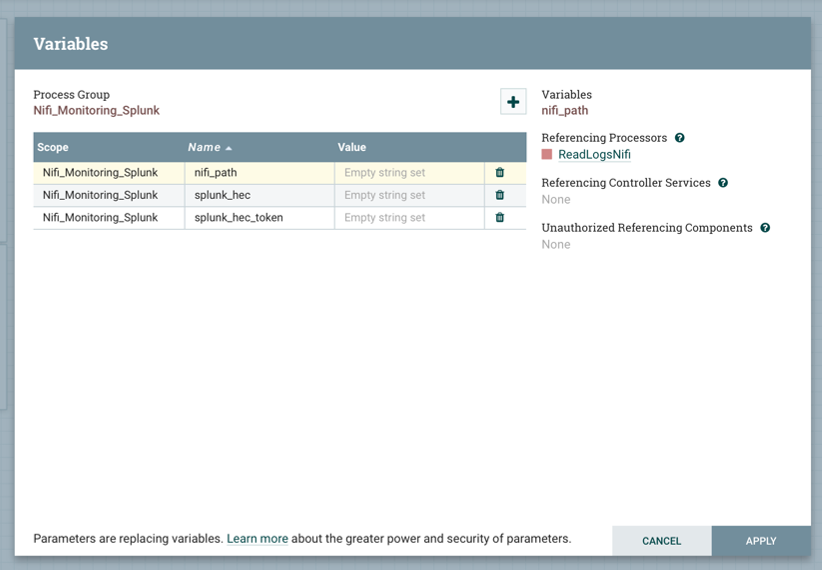 Variables
Process Group
Nifi_Monitoring_Splunk
Scope Name Value
Nifi_Monitoring_Splunk nifi_path Empty string set
Nifi_Monitoring_Splunk splunk_hec Empty string set
Nifi_Monitoring_Splunk splunk_hec_token Empty string set
Variables
nifi_path
Referencing Processors
ReadLogsNifi
Referencing Controller Services
None
Unauthorized Referencing Components
None
Parameters are replacing variables. Learn more about the greater power and security of parameters.
CANCEL APPLY